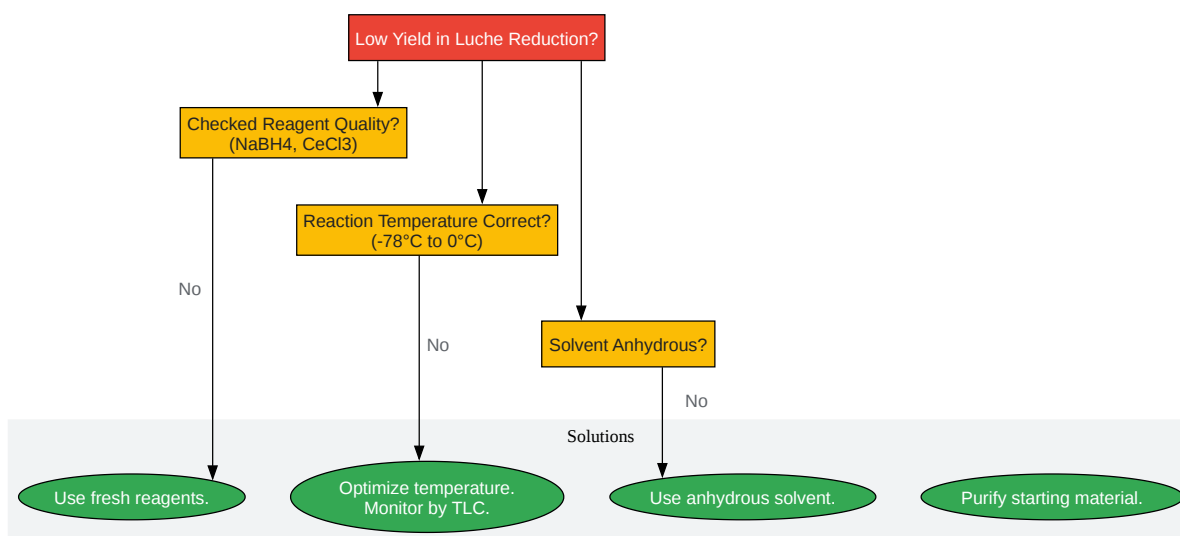 Low Yield in Luche Reduction?
Checked Reagent Quality?
(NaBH4, CeCl3)
Reaction Temperature Correct?
(-78°C to 0°C)
No
No
Solvent Anhydrous?
No
Solutions
Use fresh reagents.
Optimize temperature.
Monitor by TLC.
Use anhydrous solvent.
Purify starting material.